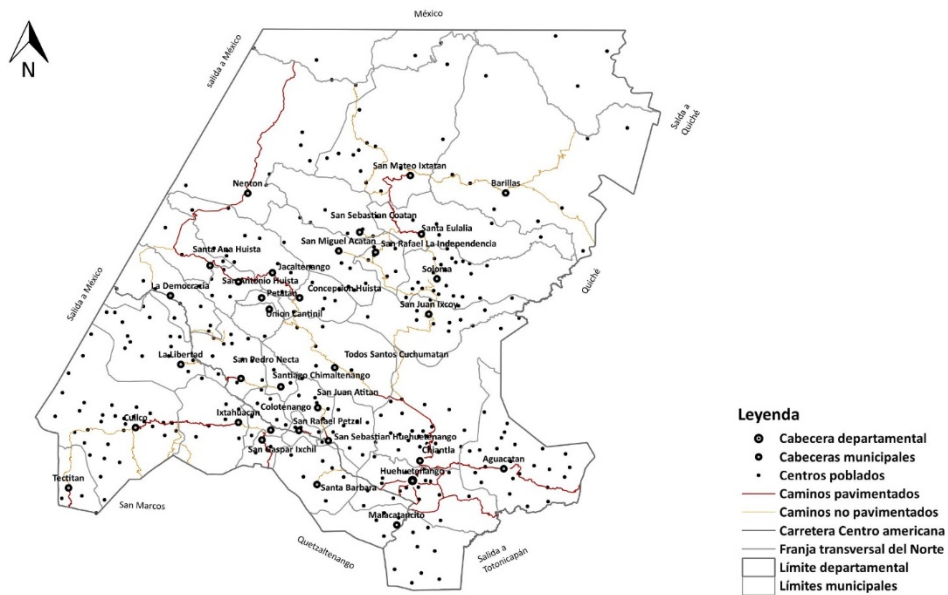 México
N
salida a México
Salda a
Quiché
San Mateo Ixtatan
Nenton
Barillas
San Sebastian Coatan
Santa Eulalia
San Miguel Acatan
San Rafael La Independencia
Santa Ana Huista
Jacaltenango
Soloma
San Antonio Huista
La Democracia
Petatan
Concepcion Huista
Quiché
Salida a México
Union Cantinil
San Juan Ixcoy
La Libertad
San Pedro Necta
Todos Santos Cuchumatan
Santiago Chimaltenango
San Juan Atitan
Colotenango
Ixtahuacan
Cuilco
San Rafael Petzal
San Sebastian Huehuetenango
San Gaspar Ixchil
Chiantla
Aguacatan
Huehuetenango
Tectitan
Santa Barbara
San Marcos
Malacatancito
Quetzaltenango
Salida a
Totonicapán
Leyenda
Cabecera departamental
Cabeceras municipales
Centros poblados
Caminos pavimentados
Caminos no pavimentados
Carretera Centro americana
Franja transversal del Norte
Límite departamental
Límites municipales